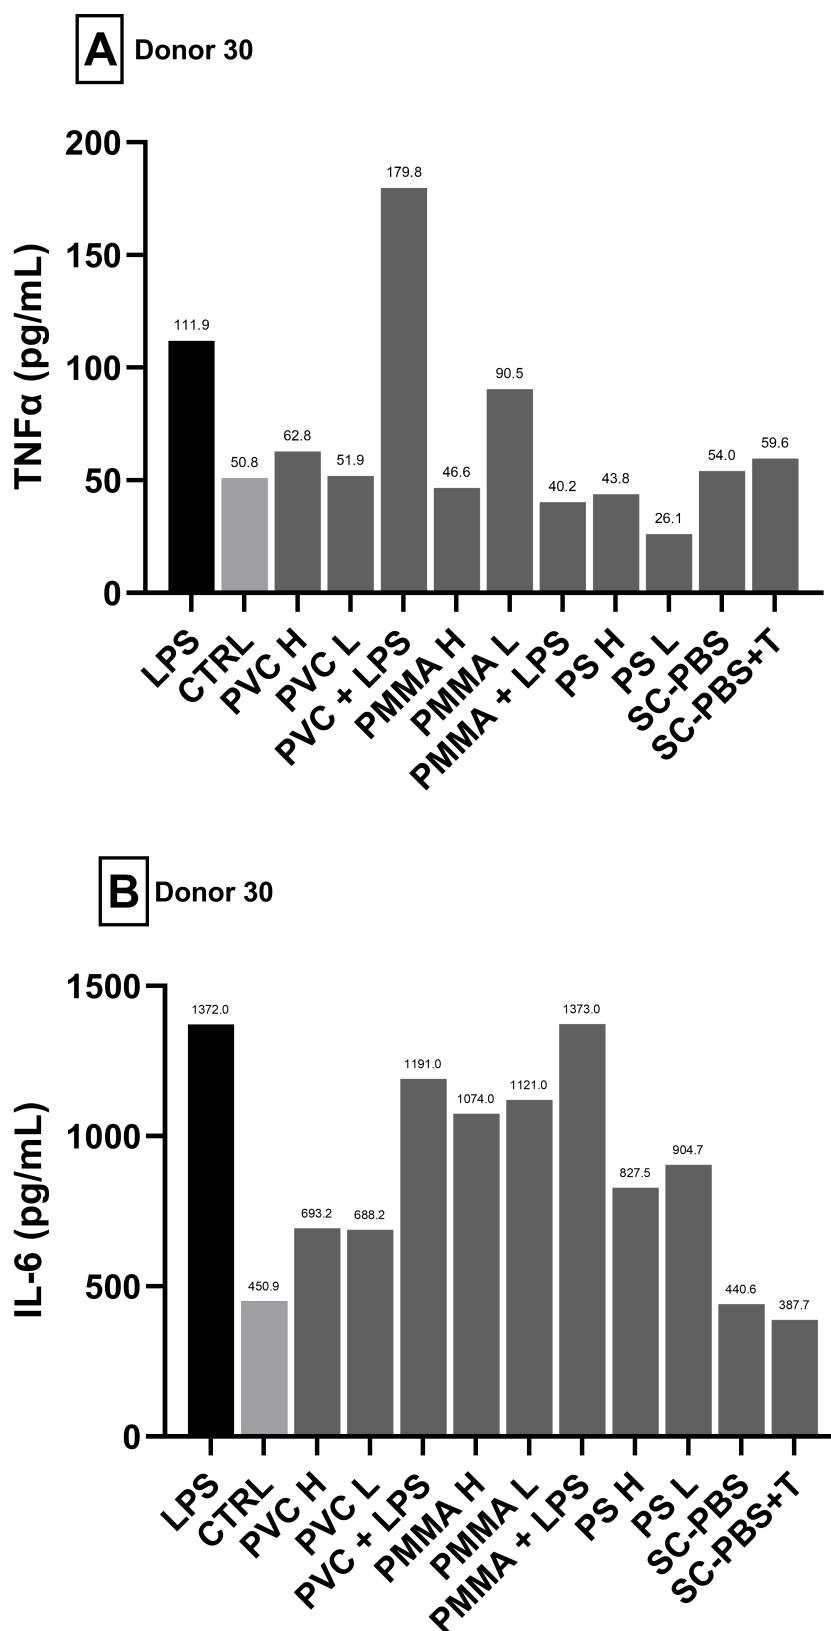 A Donor 30
200
179.8
150
TNFα (pg/mL)
111.9
100
90.5
62.8
59.6
54.0
51.9
50.8
50
46.6
43.8
40.2
26.1
0
LPS
CTRL
PVC H
PVC L
PVC + LPS
PMMA H
PMMA L
PMMA + LPS
PS H
PS L
SC-PBS
SC-PBS+T
B Donor 30
1500
1372.0
1373.0
1191.0
1121.0
1074.0
1000
IL-6 (pg/mL)
904.7
827.5
693.2
688.2
500
450.9
440.6
387.7
0
LPS
CTRL
PVC H
PVC L
PVC + LPS
PMMA H
PMMA L
PMMA + LPS
PS H
PS L
SC-PBS
SC-PBS+T